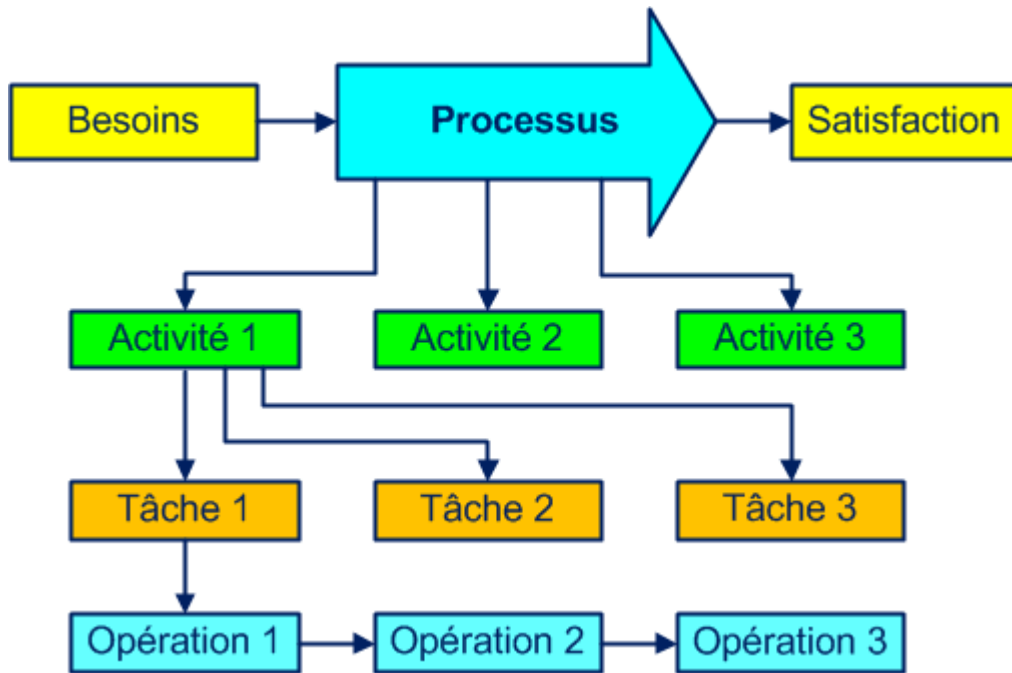 Besoins
Processus
Satisfaction
Activité 1
Activité 2
Activité 3
Tâche 1
Tâche 2
Tâche 3
Opération 1
Opération 2
Opération 3